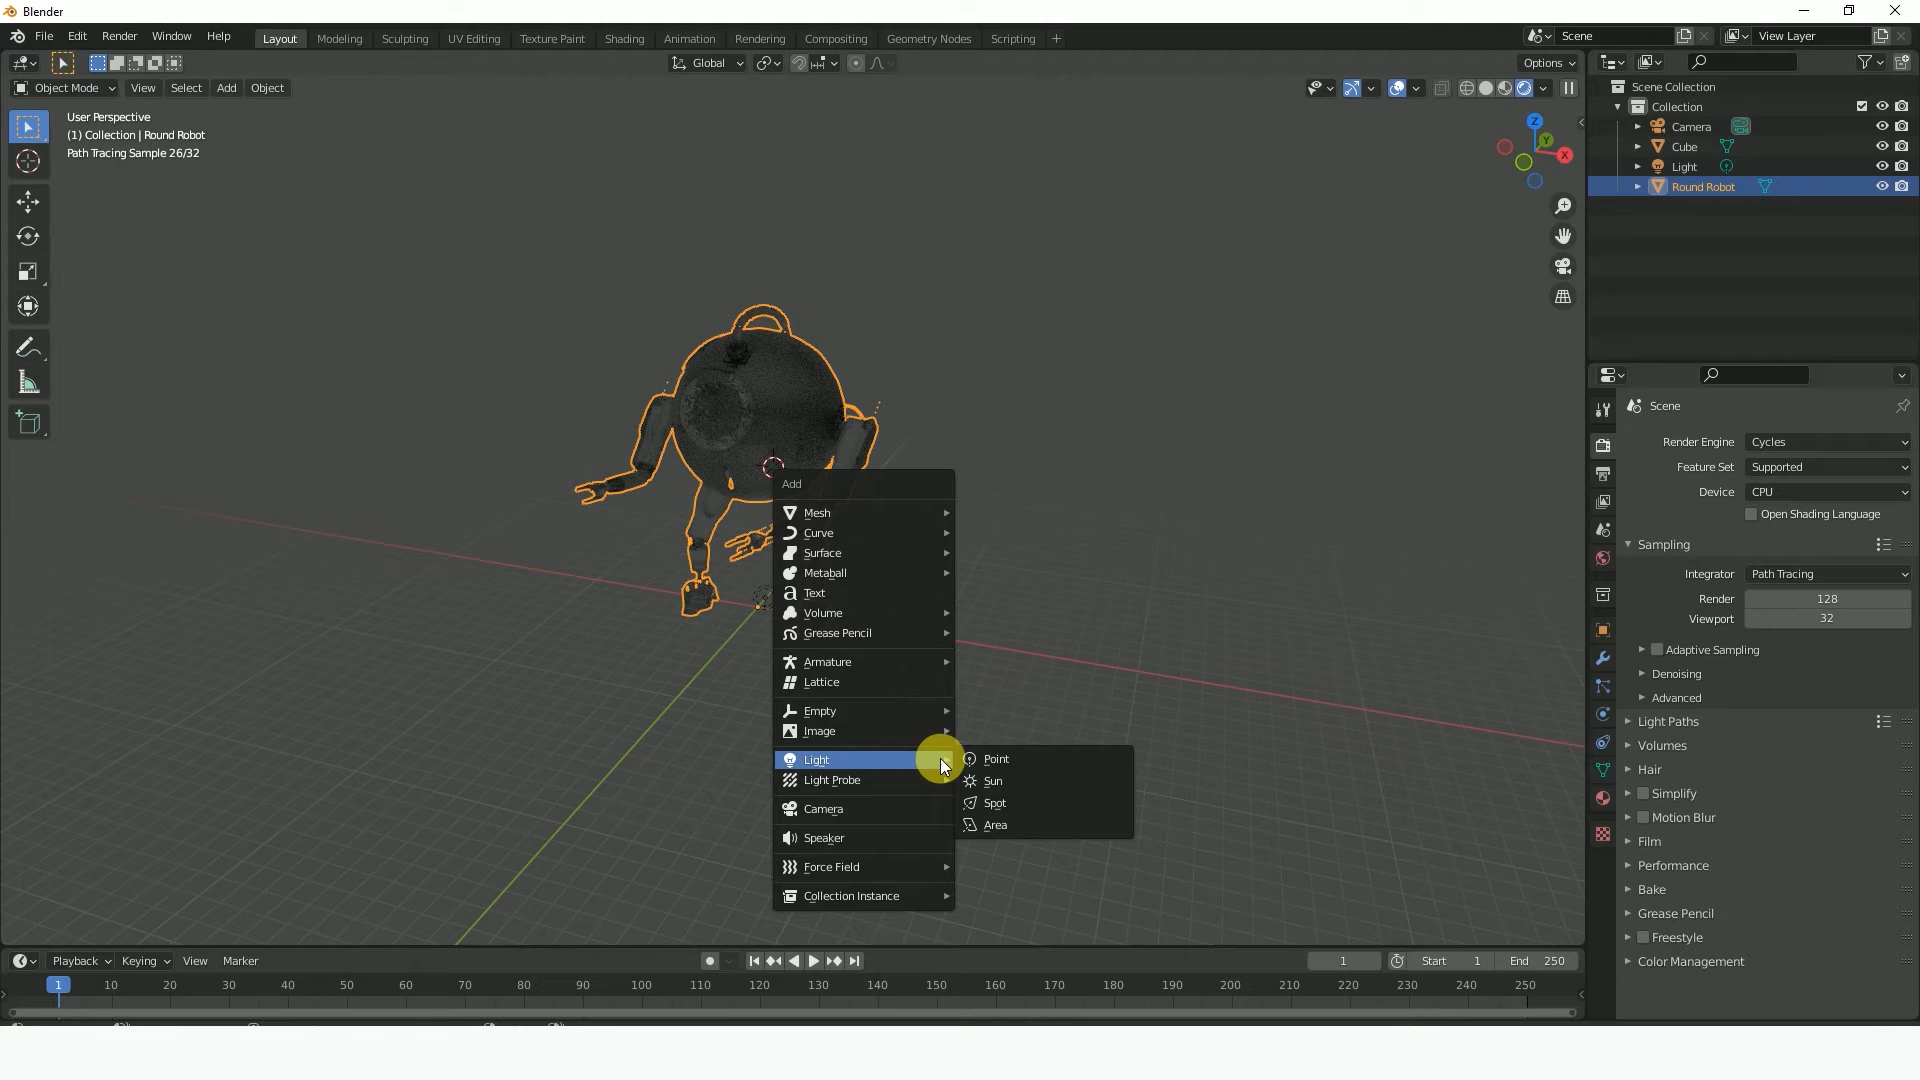 Blender
File Edit Render Window Help Layout Modeling Sculpting UV Editing Texture Paint Shading Animation Rendering Compositing Geometry Nodes Scripting + Scene View Layer
Global Options
Object Mode View Select Add Object
User Perspective
(1) Collection | Round Robot
Path Tracing Sample 26/32
Z
Y
X
Scene Collection
Collection
Camera
Cube
Light
Round Robot
Add
Mesh
Curve
Surface
Metaball
Text
Volume
Grease Pencil
Armature
Lattice
Empty
Image
Light
Light Probe
Camera
Speaker
Force Field
Collection Instance
Point
Sun
Spot
Area
Scene
Render Engine Cycles
Feature Set Supported
Device CPU
Open Shading Language
Sampling
Integrator Path Tracing
Render 128
Viewport 32
Adaptive Sampling
Denoising
Advanced
Light Paths
Volumes
Hair
Simplify
Motion Blur
Film
Performance
Bake
Grease Pencil
Freestyle
Color Management
Playback Keying View Marker 1 Start 1 End 250
1 10 20 30 40 50 60 70 80 90 100 110 120 130 140 150 160 170 180 190 200 210 220 230 240 250